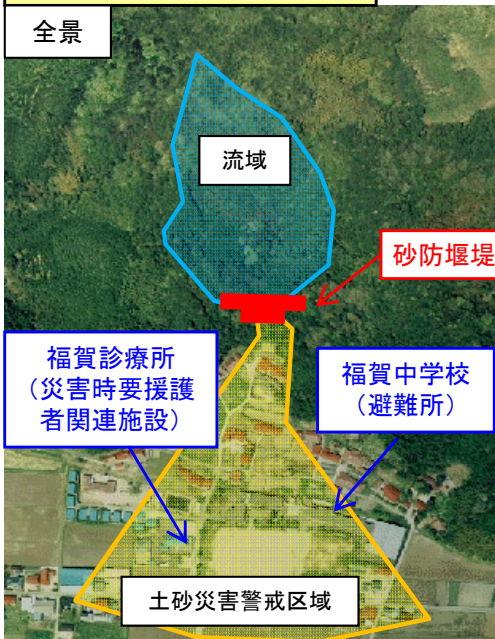 全景
流域
砂防堰堤
福賀診療所
（災害時要援護
者関連施設）
福賀中学校
（避難所）
土砂災害警戒区域